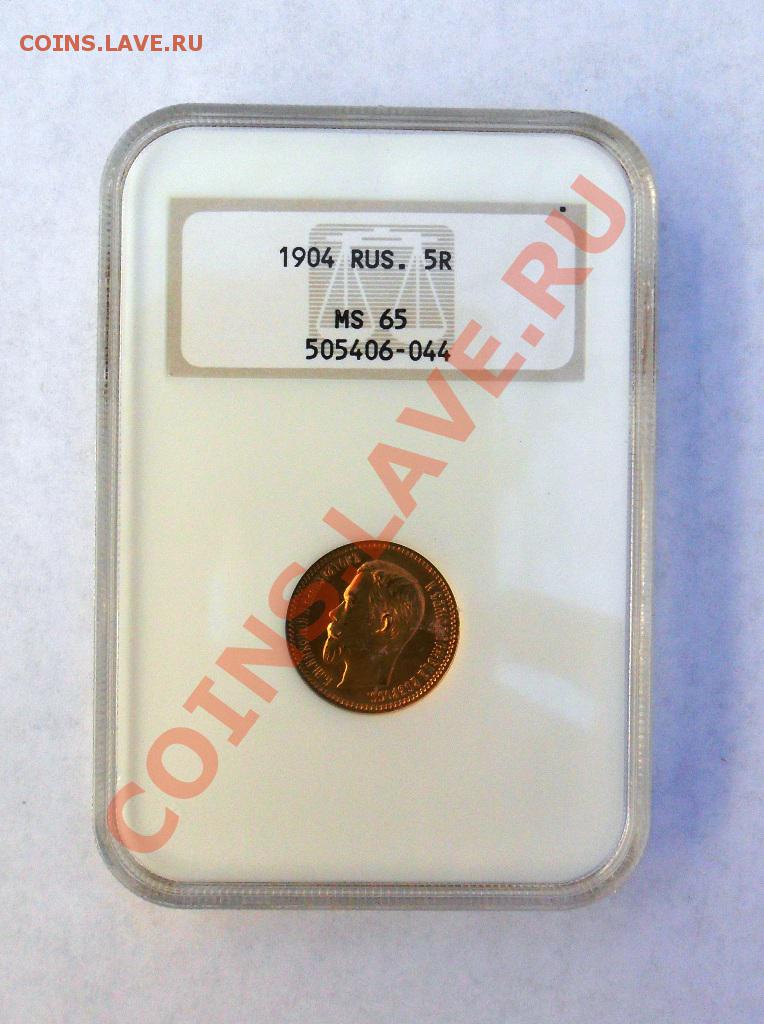 COINS.LAVE.RU
1904 RUS. 5R
MS 65
505406-044
COINS.LAVE.RU